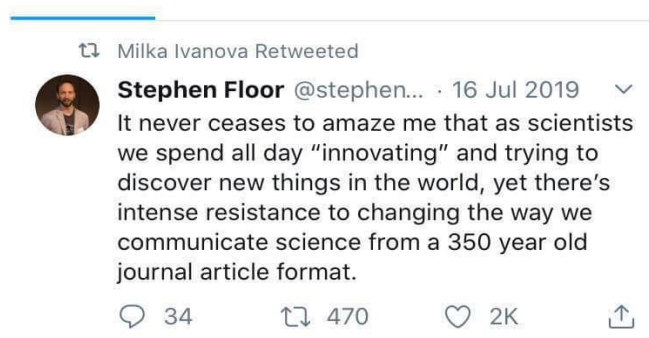 Milka Ivanova Retweeted
Stephen Floor @stephen... · 16 Jul 2019
It never ceases to amaze me that as scientists
we spend all day “innovating” and trying to
discover new things in the world, yet there’s
intense resistance to changing the way we
communicate science from a 350 year old
journal article format.
34 470 2K